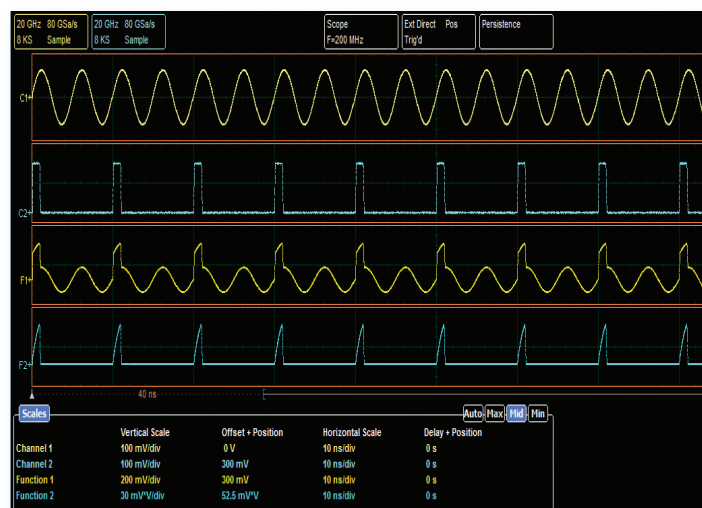 20 GHz 80 GSa/s
8 KS Sample
20 GHz 80 GSa/s
8 KS Sample
Scope
F=200 MHz
Ext Direct Pos
Trig'd
Persistence
C1
C2
F1
F2
40 ns
Scales
Auto Max Mid Min
Vertical Scale Offset + Position Horizontal Scale Delay + Position
Channel 1 100 mV/div 0 V 10 ns/div 0 s
Channel 2 100 mV/div 300 mV 10 ns/div 0 s
Function 1 200 mV/div 300 mV 10 ns/div 0 s
Function 2 30 mV*V/div 52.5 mV*V 10 ns/div 0 s